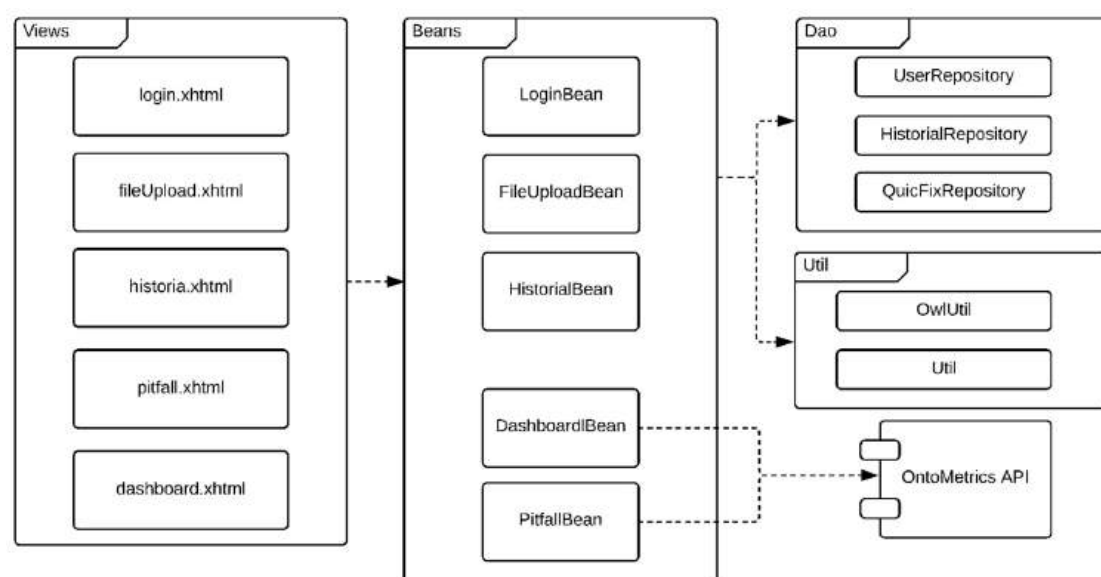 Views
login.xhtml
fileUpload.xhtml
historia.xhtml
pitfall.xhtml
dashboard.xhtml
Beans
LoginBean
FileUploadBean
HistorialBean
DashboardlBean
PitfallBean
Dao
UserRepository
HistorialRepository
QuicFixRepository
Util
OwlUtil
Util
OntoMetrics API